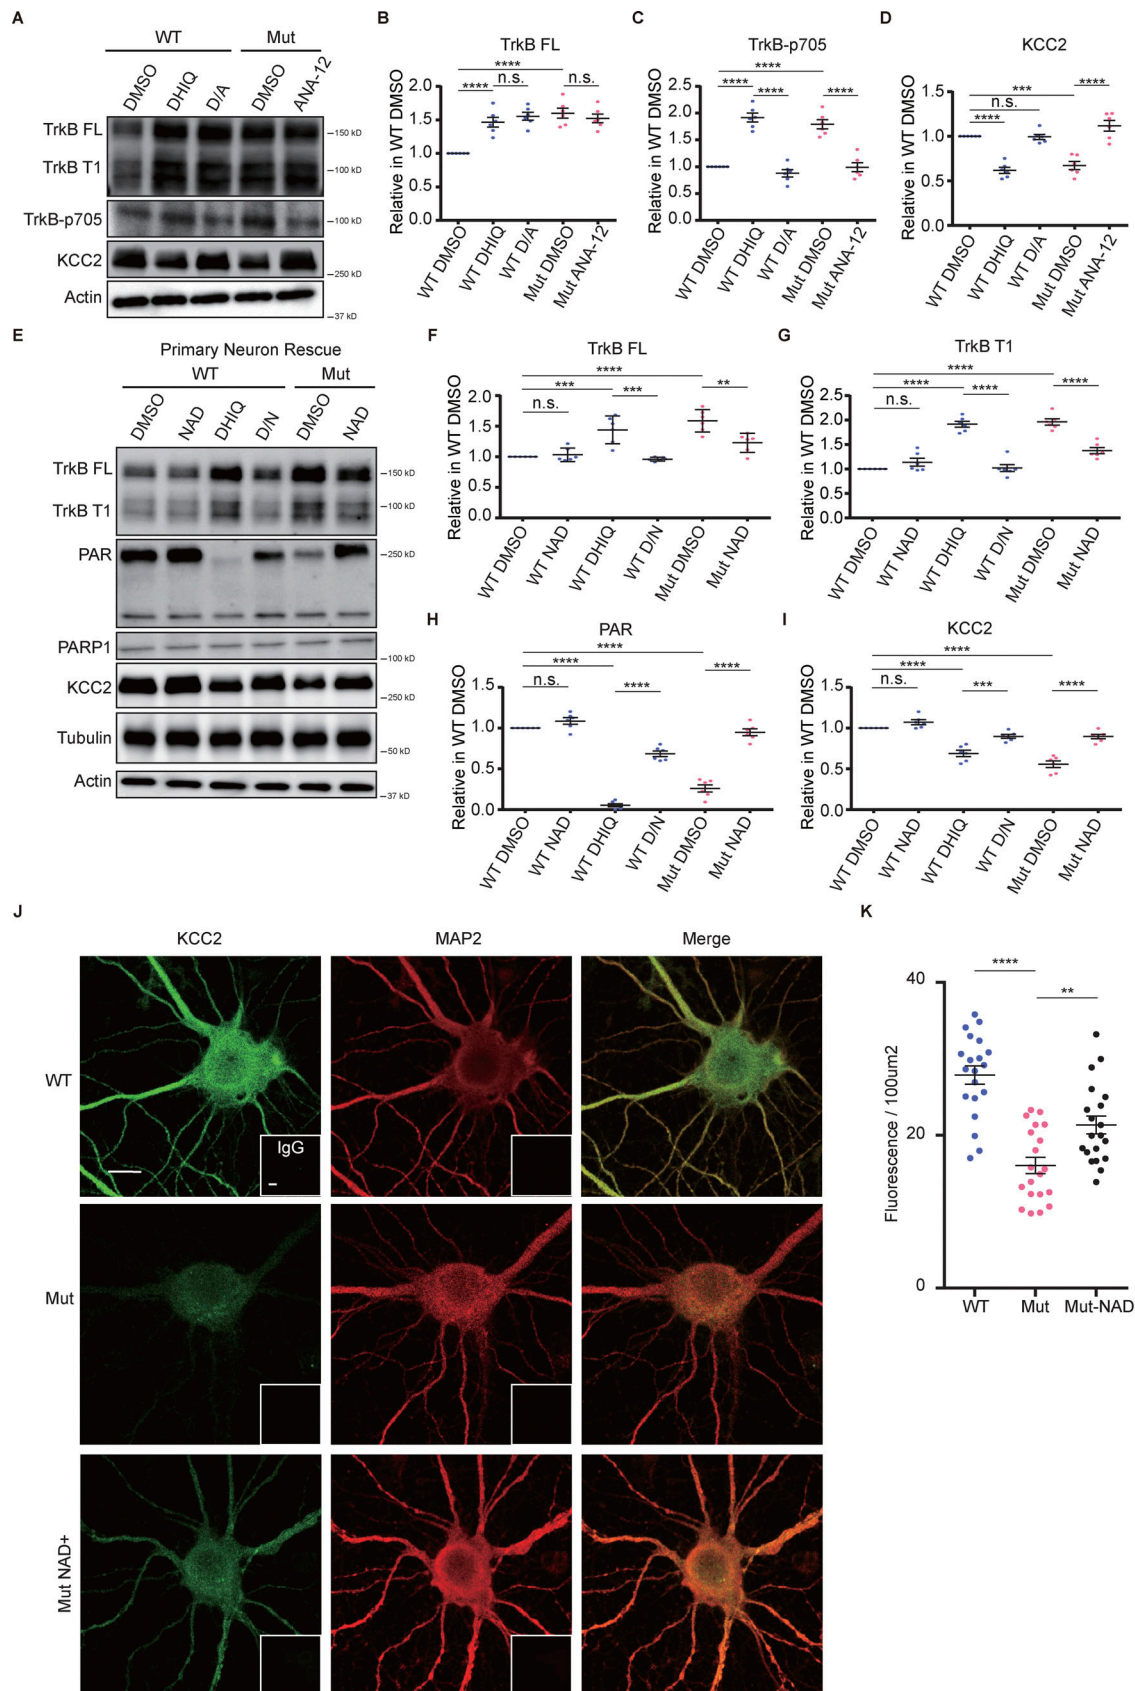 A
WT
Mut
DMSO
DHIQ
D/A
DMSO
ANA-12
TrkB FL
TrkB T1
TrkB-p705
KCC2
Actin
150 kD
100 kD
100 kD
250 kD
37 kD
B
TrkB FL
Relative in WT DMSO
2.0
1.5
1.0
0.5
0.0
****
**** n.s. n.s.
WT DMSO
WT DHIQ
WT D/A
Mut DMSO
Mut ANA-12
C
TrkB-p705
Relative in WT DMSO
2.5
2.0
1.5
1.0
0.5
0.0
****
**** **** ****
WT DMSO
WT DHIQ
WT D/A
Mut DMSO
Mut ANA-12
D
KCC2
Relative in WT DMSO
1.5
1.0
0.5
0.0
****
***
n.s.
****
WT DMSO
WT DHIQ
WT D/A
Mut DMSO
Mut ANA-12
E
Primary Neuron Rescue
WT
Mut
DMSO
NAD
DHIQ
D/N
DMSO
NAD
TrkB FL
TrkB T1
PAR
PARP1
KCC2
Tubulin
Actin
150 kD
100 kD
250 kD
100 kD
250 kD
50 kD
37 kD
F
TrkB FL
Relative in WT DMSO
2.0
1.5
1.0
0.5
0.0
****
*** *** **
n.s.
WT DMSO
WT NAD
WT DHIQ
WT D/N
Mut DMSO
Mut NAD
G
TrkB T1
Relative in WT DMSO
2.5
2.0
1.5
1.0
0.5
0.0
****
**** **** ****
n.s.
WT DMSO
WT NAD
WT DHIQ
WT D/N
Mut DMSO
Mut NAD
H
PAR
Relative in WT DMSO
1.5
1.0
0.5
0.0
****
****
n.s. **** ****
WT DMSO
WT NAD
WT DHIQ
WT D/N
Mut DMSO
Mut NAD
I
KCC2
Relative in WT DMSO
1.5
1.0
0.5
0.0
****
****
n.s. *** ****
WT DMSO
WT NAD
WT DHIQ
WT D/N
Mut DMSO
Mut NAD
J
KCC2
MAP2
Merge
WT
IgG
Mut
Mut NAD+
K
Fluorescence / 100um2
40
20
0
****
**
WT
Mut
Mut-NAD